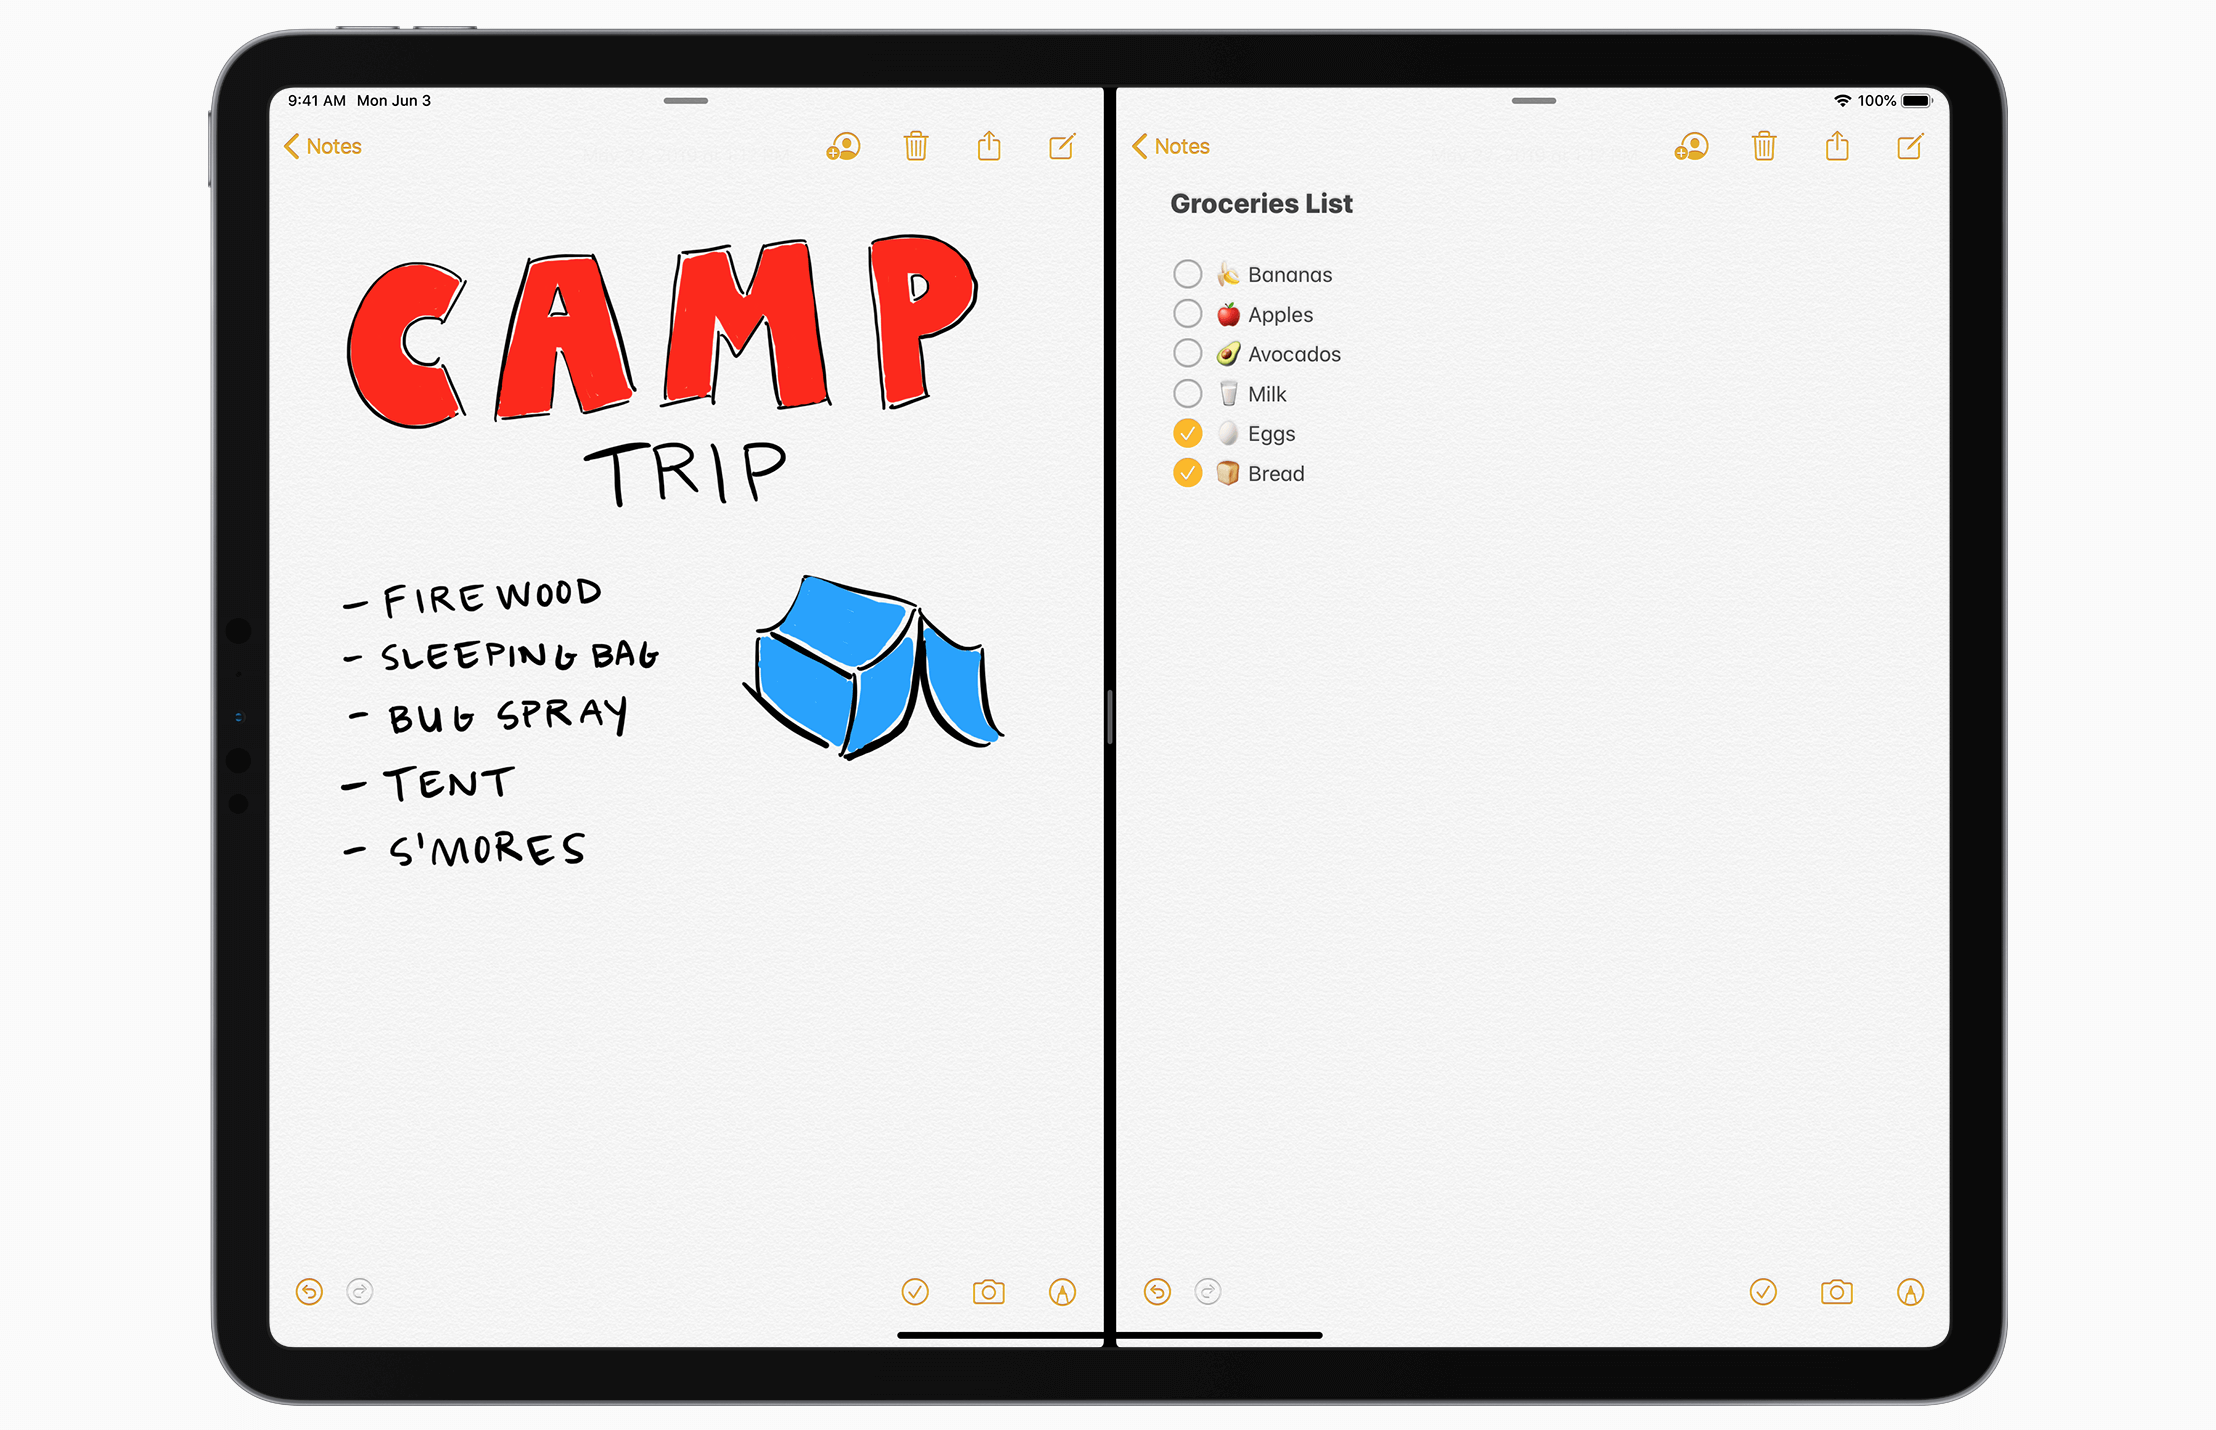 9:41 AM Mon Jun 3
Notes
CAMP
TRIP
- FIREWOOD
- SLEEPING BAG
- BUG SPRAY
- TENT
- S'MORES
100%
Notes
Groceries List
Bananas
Apples
Avocados
Milk
Eggs
Bread